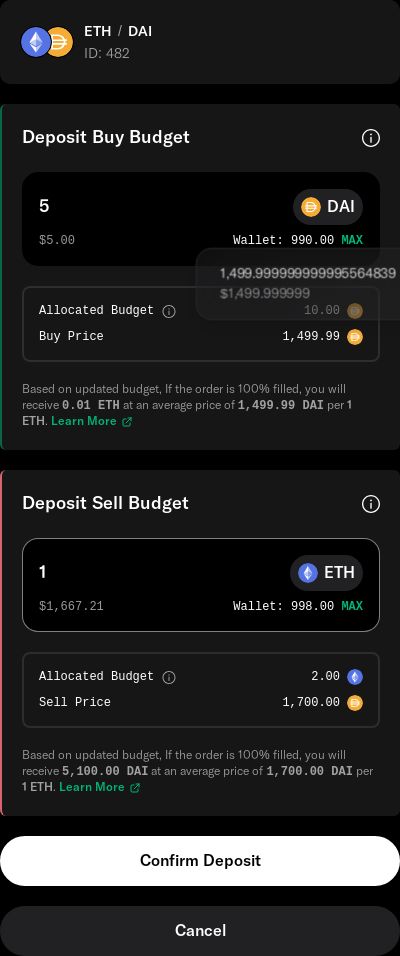 ETH / DAI
ID: 482
Deposit Buy Budget
5
DAI
$5.00
Wallet: 990.00 MAX
1,499.999999999995564839
$1,499.999999
Allocated Budget
10.00
Buy Price
1,499.99
Based on updated budget, If the order is 100% filled, you will
receive 0.01 ETH at an average price of 1,499.99 DAI per 1
ETH. Learn More
Deposit Sell Budget
1
ETH
$1,667.21
Wallet: 998.00 MAX
Allocated Budget
2.00
Sell Price
1,700.00
Based on updated budget, If the order is 100% filled, you will
receive 5,100.00 DAI at an average price of 1,700.00 DAI per
1 ETH. Learn More
Confirm Deposit
Cancel